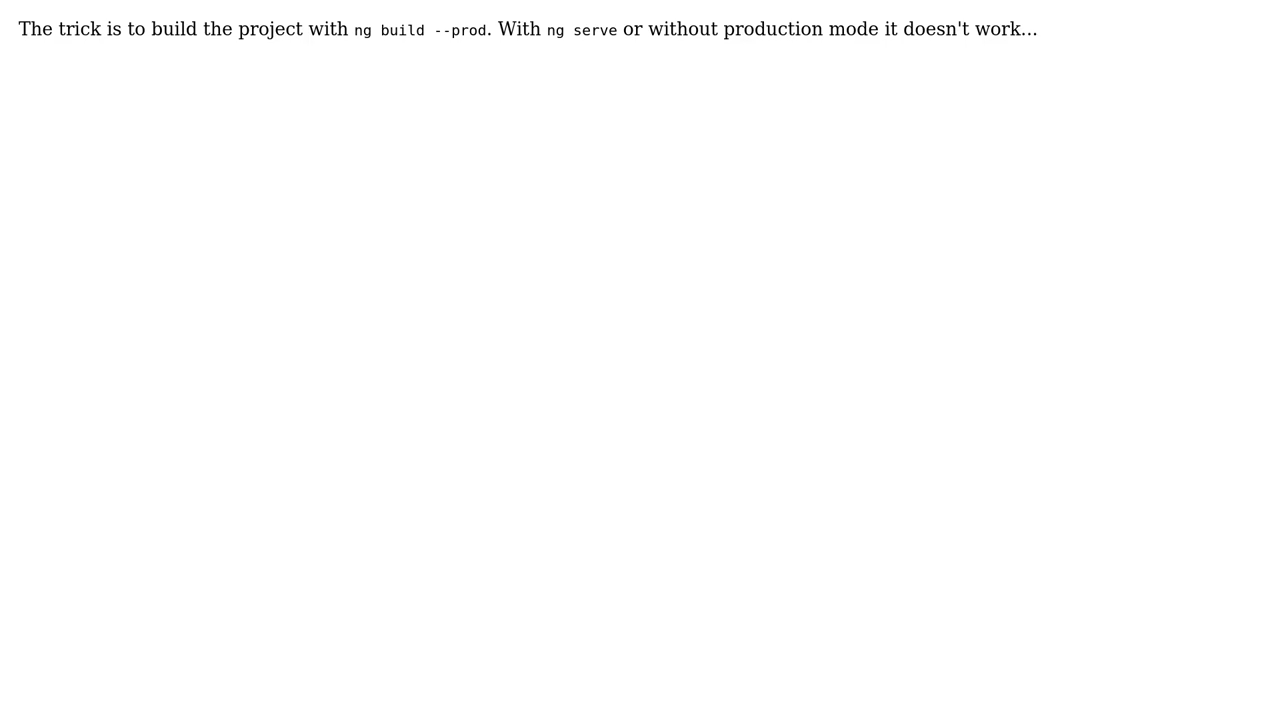 The trick is to build the project with ng build --prod. With ng serve or without production mode it doesn't work...